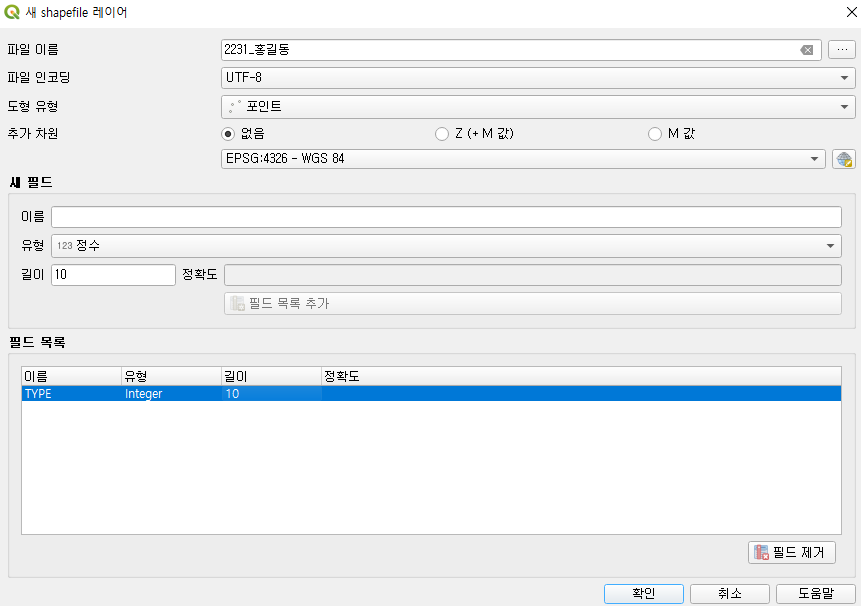 새 shapefile 레이어
파일 이름 2231_홍길동 ...
파일 인코딩 UTF-8
도형 유형 포인트
추가 차원 없음 Z (+ M 값) M 값
EPSG:4326 - WGS 84
새 필드
이름
유형 123 정수
길이 10 정확도
필드 목록 추가
필드 목록
이름 유형 길이 정확도
TYPE Integer 10
필드 제거
확인 취소 도움말